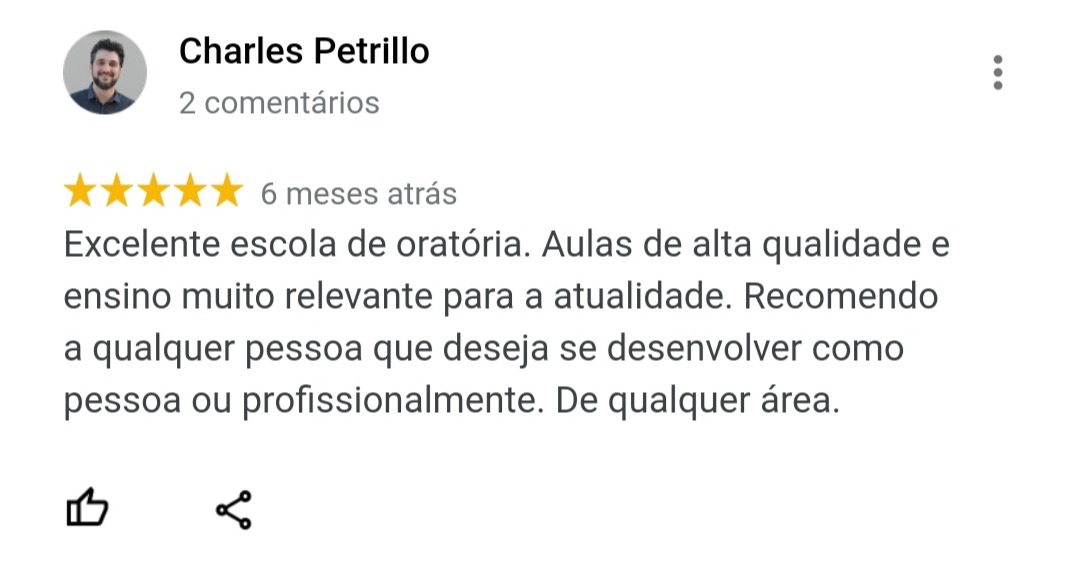 Charles Petrillo
2 comentários
6 meses atrás
Excelente escola de oratória. Aulas de alta qualidade e
ensino muito relevante para a atualidade. Recomendo
a qualquer pessoa que deseja se desenvolver como
pessoa ou profissionalmente. De qualquer área.